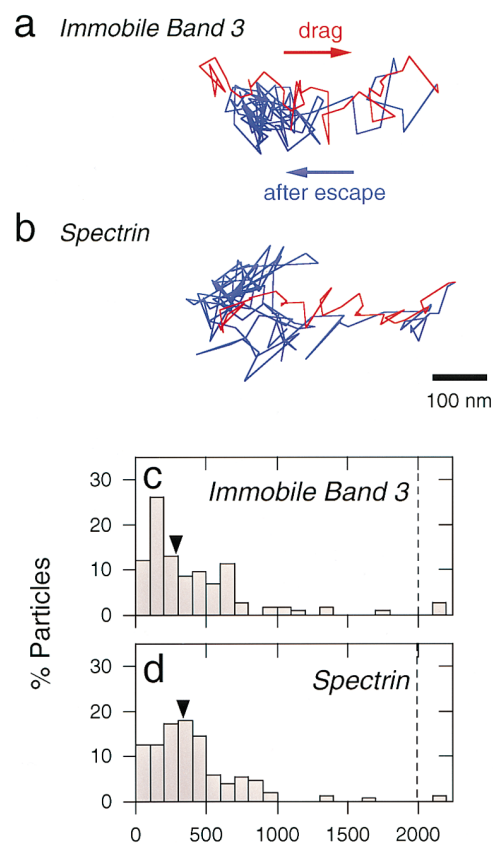 a Immobile Band 3
drag
after escape
b Spectrin
100 nm
% Particles
c Immobile Band 3
30
20
10
0
d Spectrin
30
20
10
0
0 500 1000 1500 2000